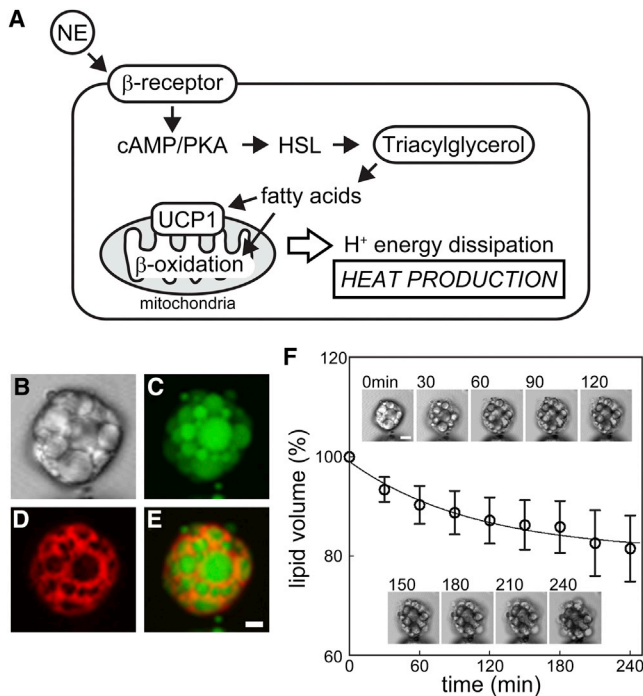 A
NE
β-receptor
cAMP/PKA
HSL
Triacylglycerol
fatty acids
UCP1
β-oxidation
mitochondria
H⁺ energy dissipation
HEAT PRODUCTION
B
C
D
E
F
120
100
80
60
lipid volume (%)
0min 30 60 90 120
150 180 210 240
0 60 120 180 240
time (min)